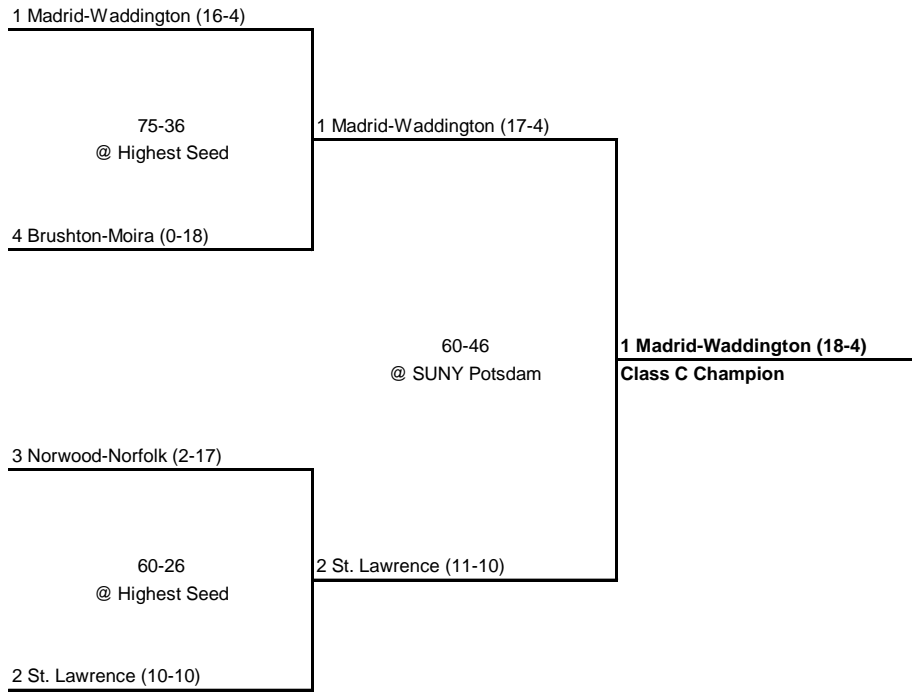 1 Madrid-Waddington (16-4)
75-36
@ Highest Seed
1 Madrid-Waddington (17-4)
4 Brushton-Moira (0-18)
60-46
@ SUNY Potsdam
1 Madrid-Waddington (18-4)
Class C Champion
3 Norwood-Norfolk (2-17)
60-26
@ Highest Seed
2 St. Lawrence (11-10)
2 St. Lawrence (10-10)